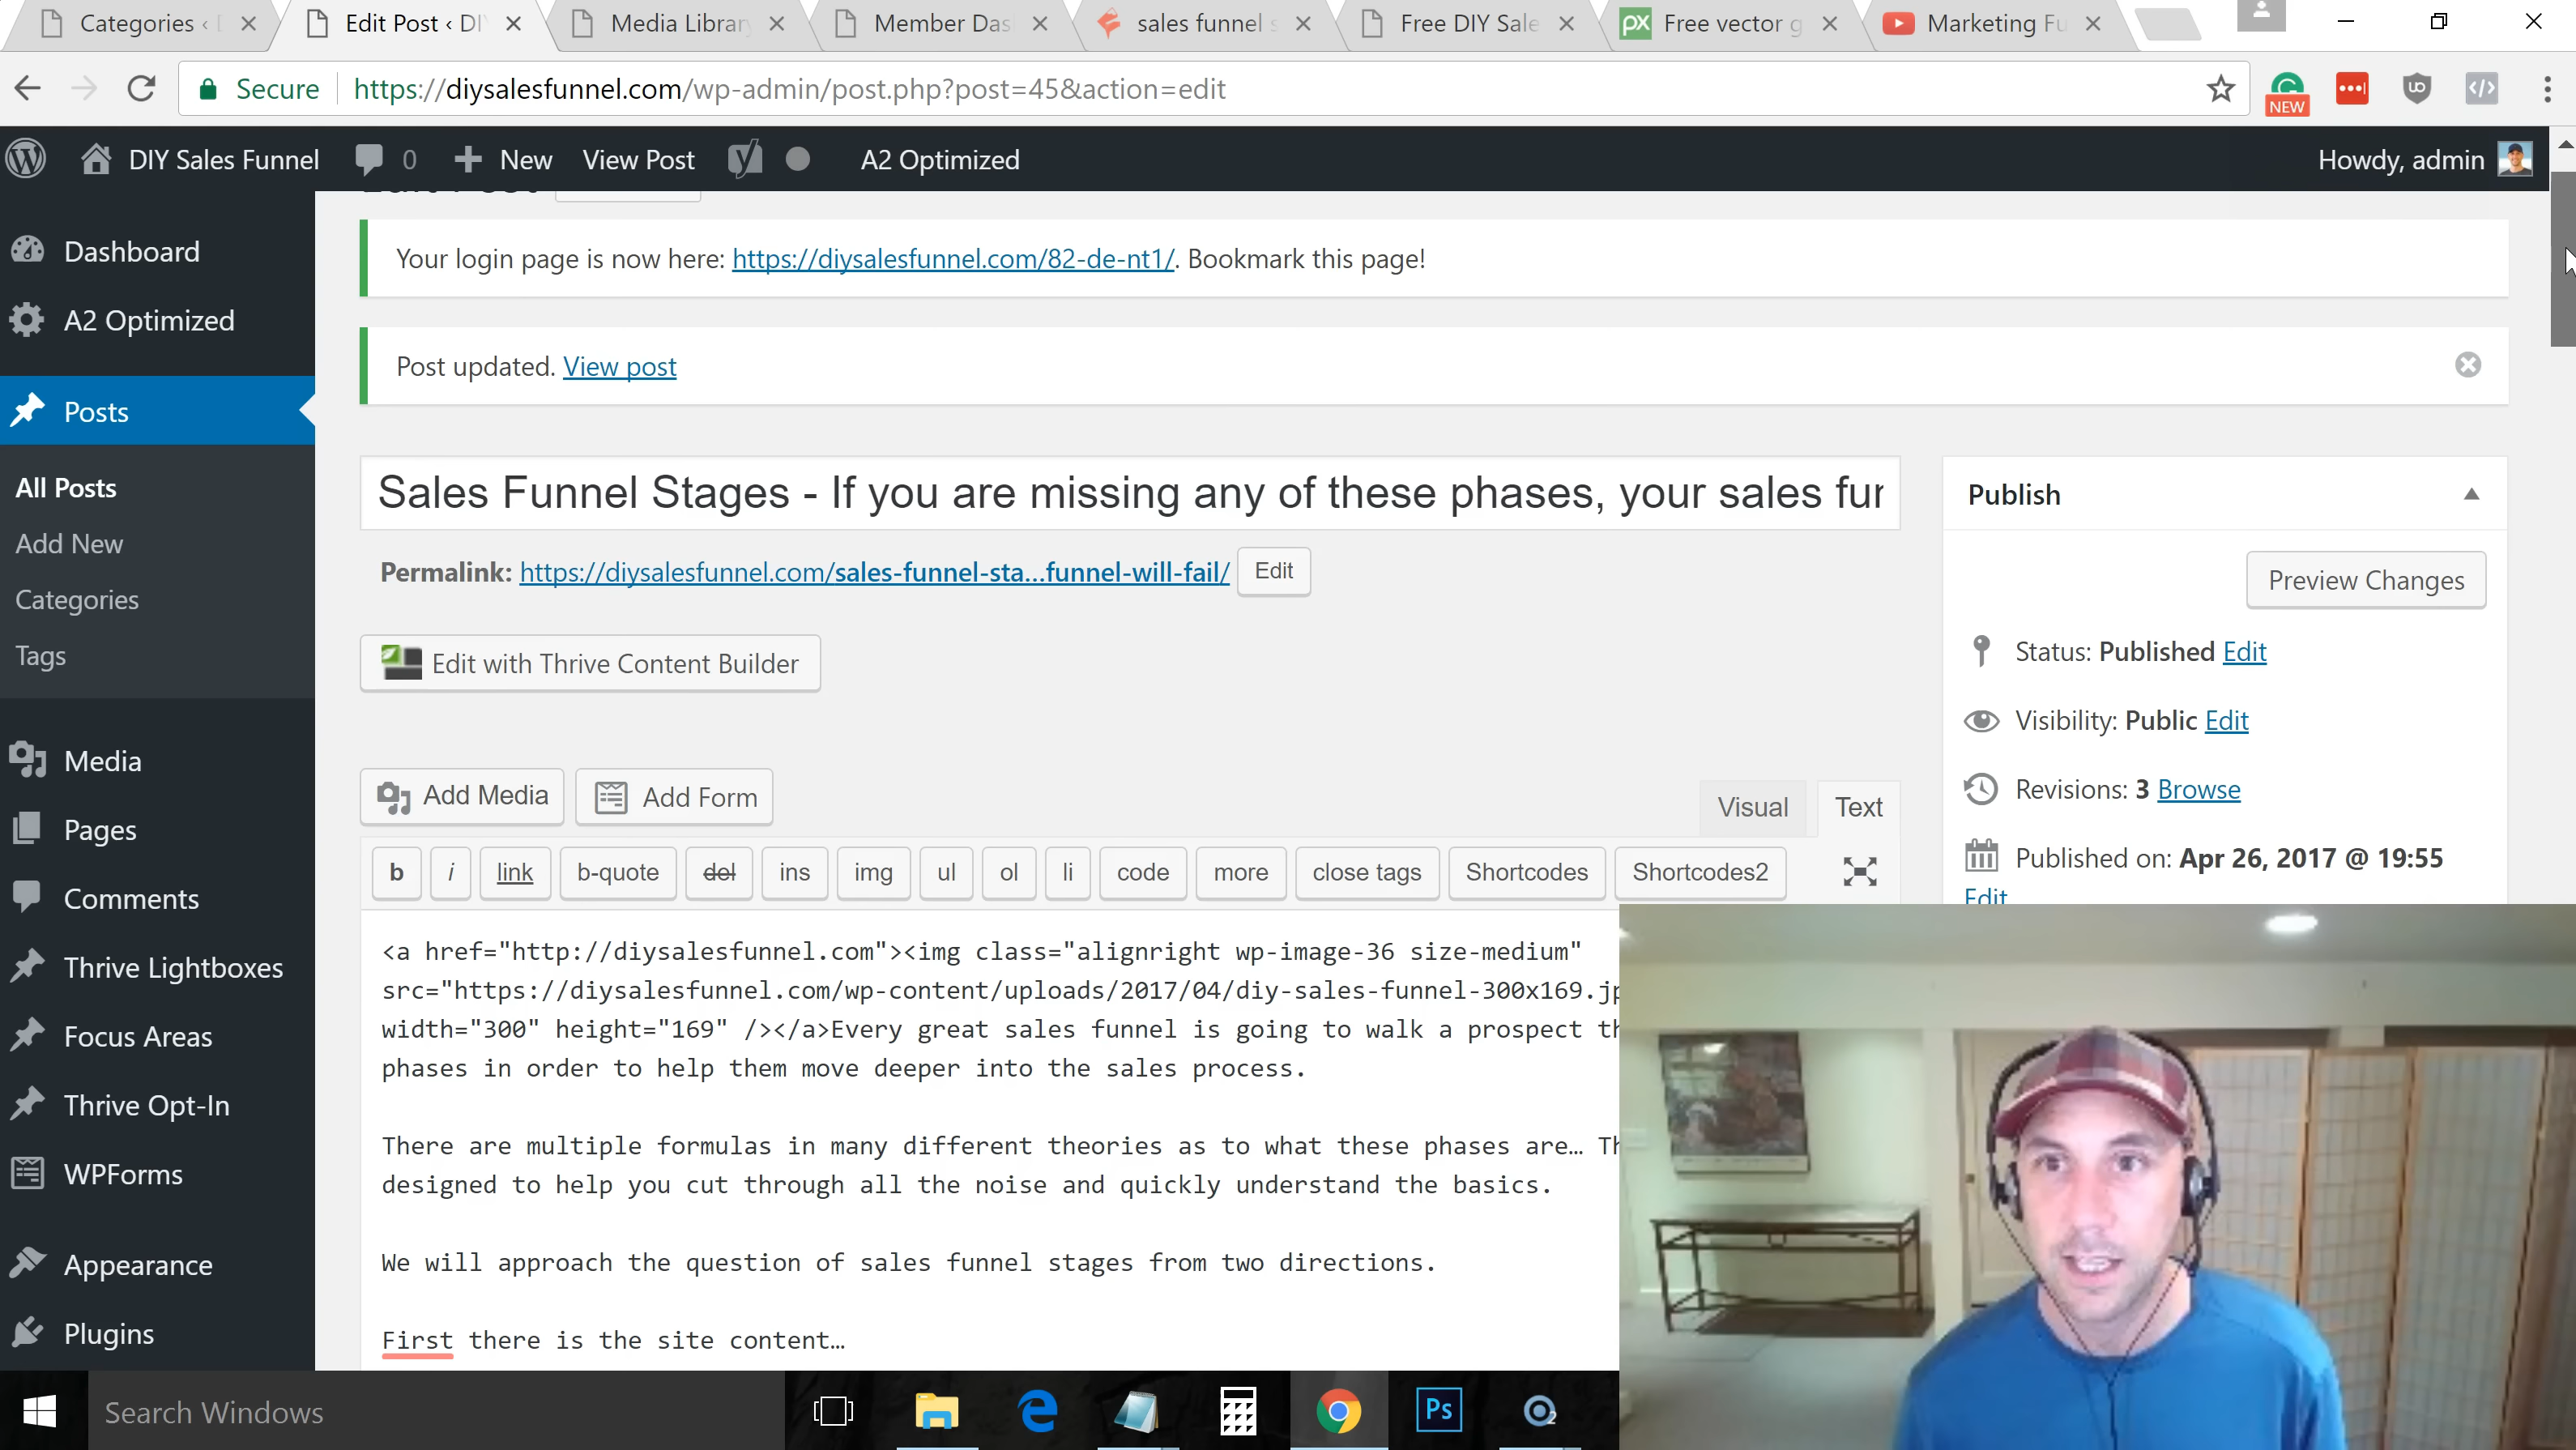 Categories ‹
Edit Post ‹ DI
Media Librar
Member Das
sales funnel s
Free DIY Sale
Free vector g
Marketing Fu
Secure
https://diysalesfunnel.com/wp-admin/post.php?post=45&action=edit
NEW
DIY Sales Funnel
0
New
View Post
A2 Optimized
Howdy, admin
Dashboard
A2 Optimized
Posts
All Posts
Add New
Categories
Tags
Media
Pages
Comments
Thrive Lightboxes
Focus Areas
Thrive Opt-In
WPForms
Appearance
Plugins
Your login page is now here: https://diysalesfunnel.com/82-de-nt1/. Bookmark this page!
Post updated. View post
Sales Funnel Stages - If you are missing any of these phases, your sales fur
Permalink: https://diysalesfunnel.com/sales-funnel-sta...funnel-will-fail/ Edit
Edit with Thrive Content Builder
Add Media
Add Form
Visual
Text
b
i
link
b-quote
del
ins
img
ul
ol
li
code
more
close tags
Shortcodes
Shortcodes2
<a href="http://diysalesfunnel.com"><img class="alignright wp-image-36 size-medium"
src="https://diysalesfunnel.com/wp-content/uploads/2017/04/diy-sales-funnel-300x169.jp
width="300" height="169" /></a>Every great sales funnel is going to walk a prospect th
phases in order to help them move deeper into the sales process.
There are multiple formulas in many different theories as to what these phases are… Th
designed to help you cut through all the noise and quickly understand the basics.
We will approach the question of sales funnel stages from two directions.
First there is the site content…
Publish
Preview Changes
Status: Published Edit
Visibility: Public Edit
Revisions: 3 Browse
Published on: Apr 26, 2017 @ 19:55
Edit
Search Windows
Ps